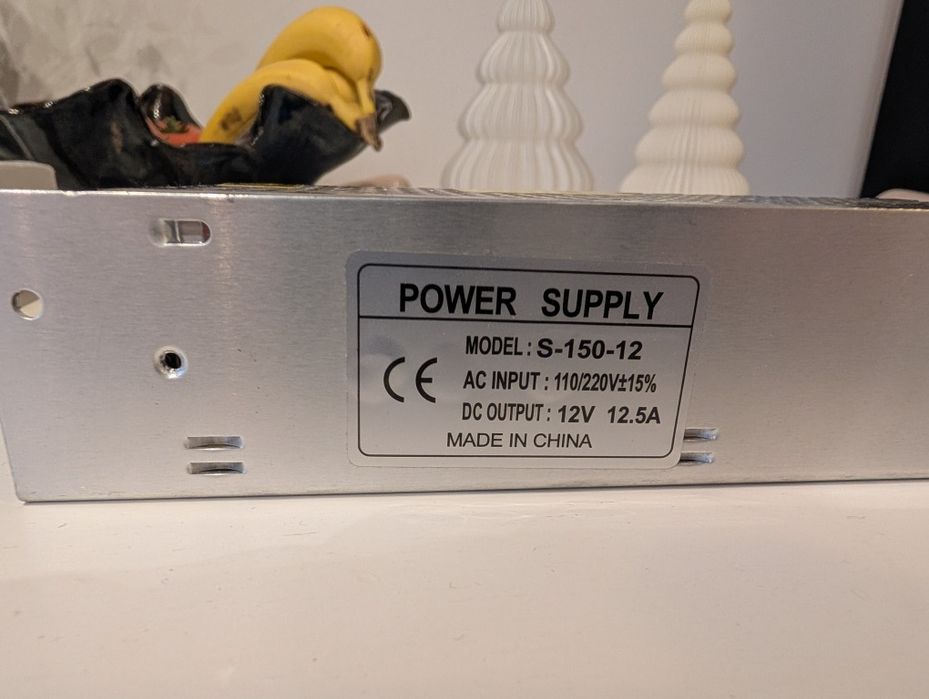 POWER SUPPLY
MODEL: S-150-12
CE
AC INPUT: 110/220V±15%
DC OUTPUT: 12V 12.5A
MADE IN CHINA